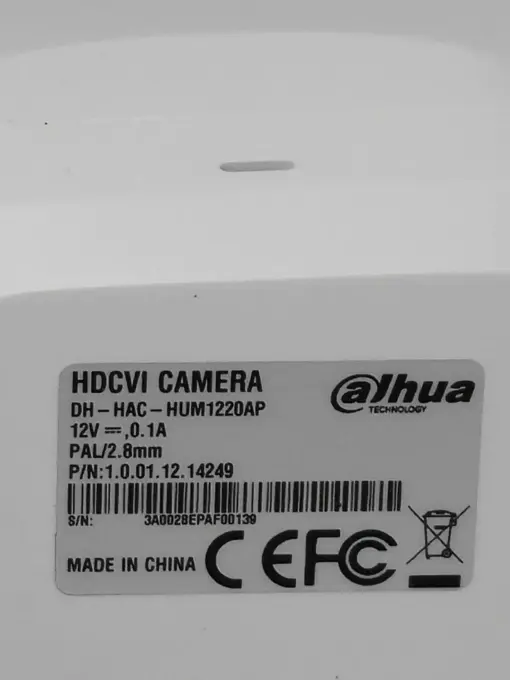 HDCVI CAMERA
alhua
TECHNOLOGY
DH-HAC-HUM1220AP
12V⎓,0.1A
PAL/2.8mm
P/N:1.0.01.12.14249
S/N: 3A0028EPAF00139
MADE IN CHINA CE FC